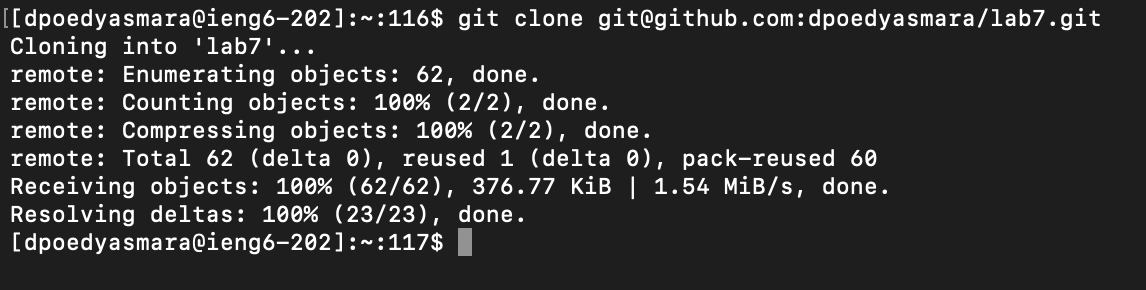 [[dpoedyasmara@ieng6-202]:~:116$ git clone git@github.com:dpoedyasmara/lab7.git
Cloning into 'lab7'...
remote: Enumerating objects: 62, done.
remote: Counting objects: 100% (2/2), done.
remote: Compressing objects: 100% (2/2), done.
remote: Total 62 (delta 0), reused 1 (delta 0), pack-reused 60
Receiving objects: 100% (62/62), 376.77 KiB | 1.54 MiB/s, done.
Resolving deltas: 100% (23/23), done.
[dpoedyasmara@ieng6-202]:~:117$